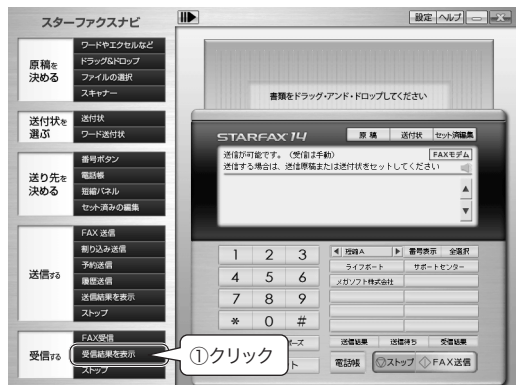 スターファクスナビ
設定 ヘルプ
原稿を
決める
ワードやエクセルなど
ドラッグ&ドロップ
ファイルの選択
スキャナー
書類をドラッグ・アンド・ドロップしてください
送付状を
選ぶ
送付状
ワード送付状
STARFAX 14
原稿 送付状 セット済編集
送信が可能です。(受信は手動) FAXモデム
送信する場合は、送信原稿または送付状をセットしてください
送り先を
決める
番号ボタン
電話帳
短縮パネル
セット済みの編集
送信する
FAX 送信
割り込み送信
予約送信
履歴送信
送信結果を表示
ストップ
1 2 3
4 5 6
7 8 9
* 0 #
短縮A 番号表示 全選択
ライフボート サポートセンター
メガソフト株式会社
受信する
FAX受信
受信結果を表示
ストップ
①クリック
ーズ
ト
送信結果 送信待ち 受信結果
電話帳 ストップ FAX送信